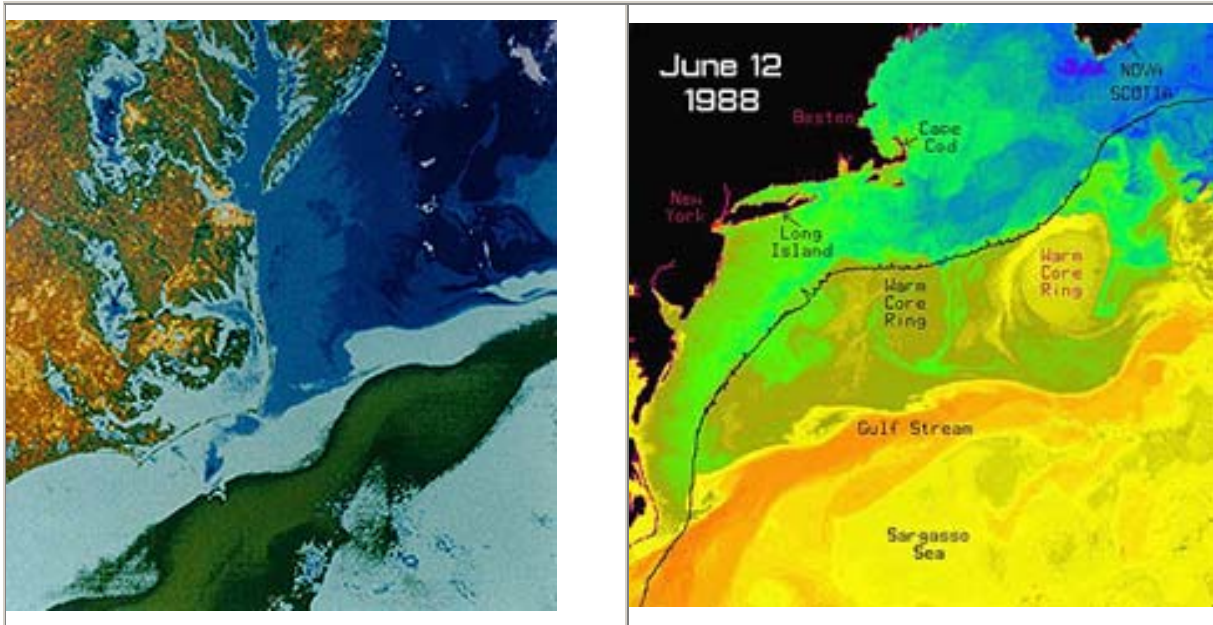 June 12
1988
NOVA
SCOTIA
Boston
Cape
Cod
New
York
Long
Island
Warm
Core
Ring
Warm
Core
Ring
Gulf Stream
Sargasso
Sea